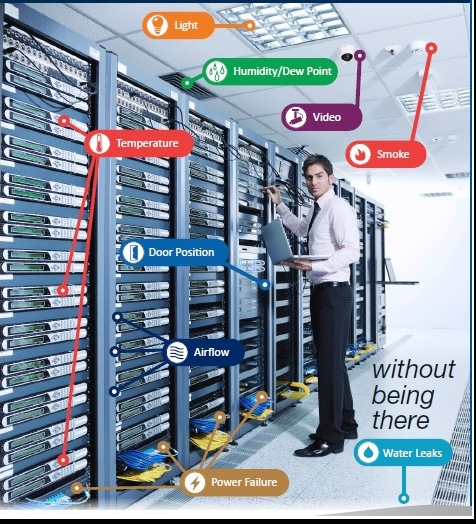 Light
Humidity/Dew Point
Video
Temperature
Smoke
Door Position
Airflow
without
being
there
Water Leaks
Power Failure